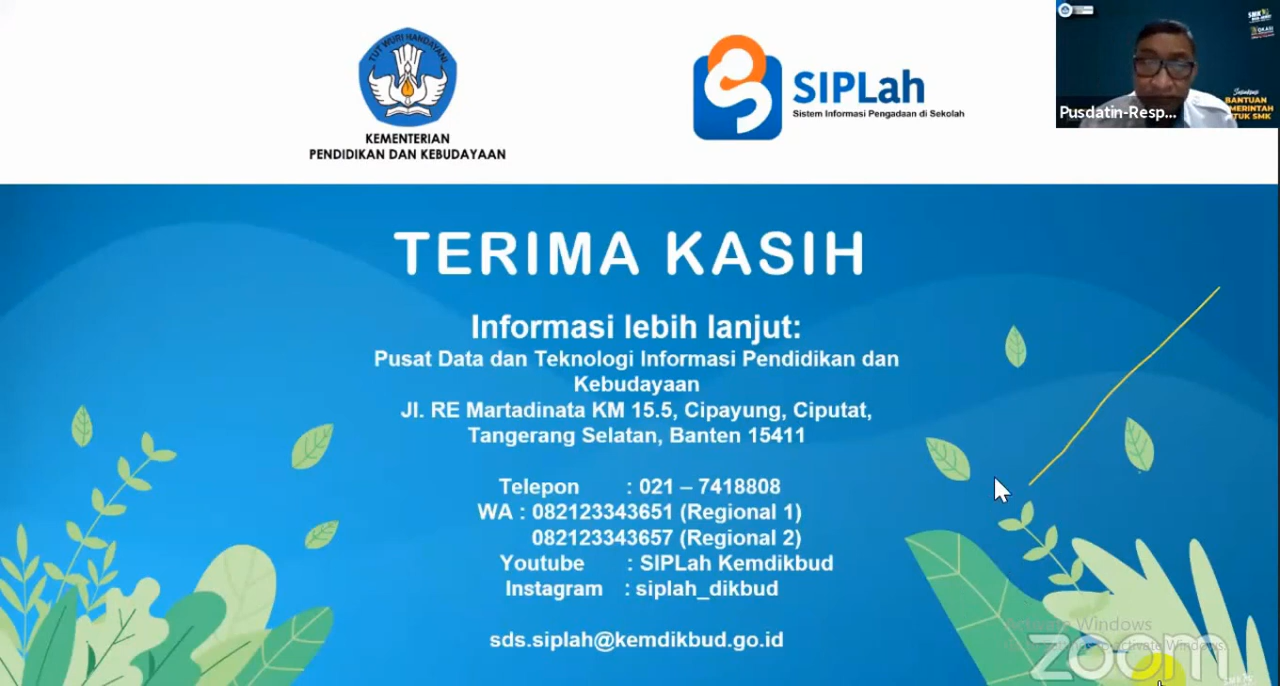 TUT WURI HANDAYANI
KEMENTERIAN
PENDIDIKAN DAN KEBUDAYAAN
SIPLah
Sistem Informasi Pengadaan di Sekolah
Pusdatin-Resp...
TERIMA KASIH
Informasi lebih lanjut:
Pusat Data dan Teknologi Informasi Pendidikan dan
Kebudayaan
Jl. RE Martadinata KM 15.5, Cipayung, Ciputat,
Tangerang Selatan, Banten 15411
Telepon : 021 – 7418808
WA : 082123343651 (Regional 1)
082123343657 (Regional 2)
Youtube : SIPLah Kemdikbud
Instagram : siplah_dikbud
sds.siplah@kemdikbud.go.id
Activate Windows
zoom